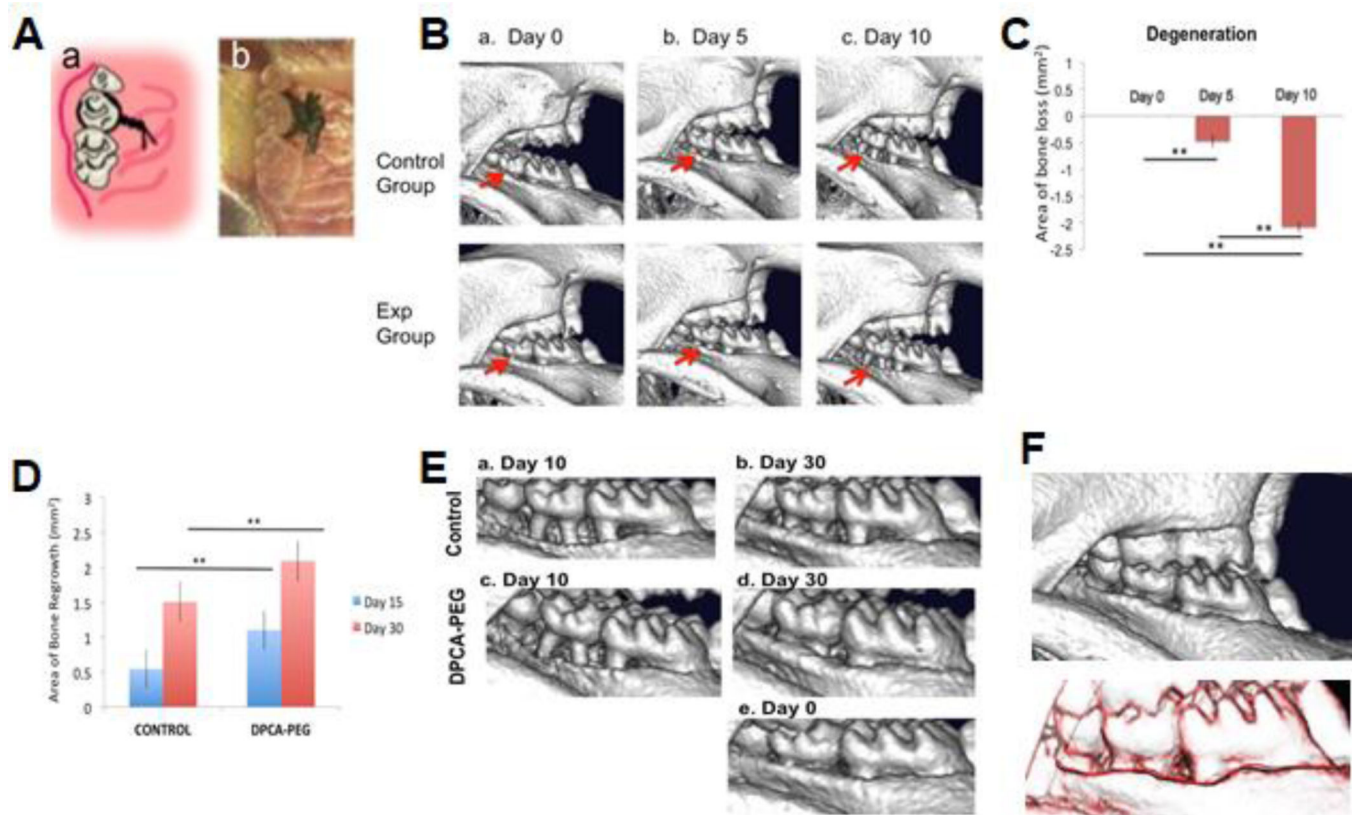 A
a
b
B
a. Day 0
b. Day 5
c. Day 10
Control
Group
Exp
Group
C
Degeneration
Area of bone loss (mm²)
1
0.5
0
-0.5
-1
-1.5
-2
-2.5
Day 0
Day 5
Day 10
**
**
**
D
Area of Bone Regrowth (mm²)
3
2.5
2
1.5
1
0.5
0
**
**
CONTROL
DPCA-PEG
Day 15
Day 30
E
a. Day 10
b. Day 30
Control
c. Day 10
d. Day 30
DPCA-PEG
e. Day 0
F